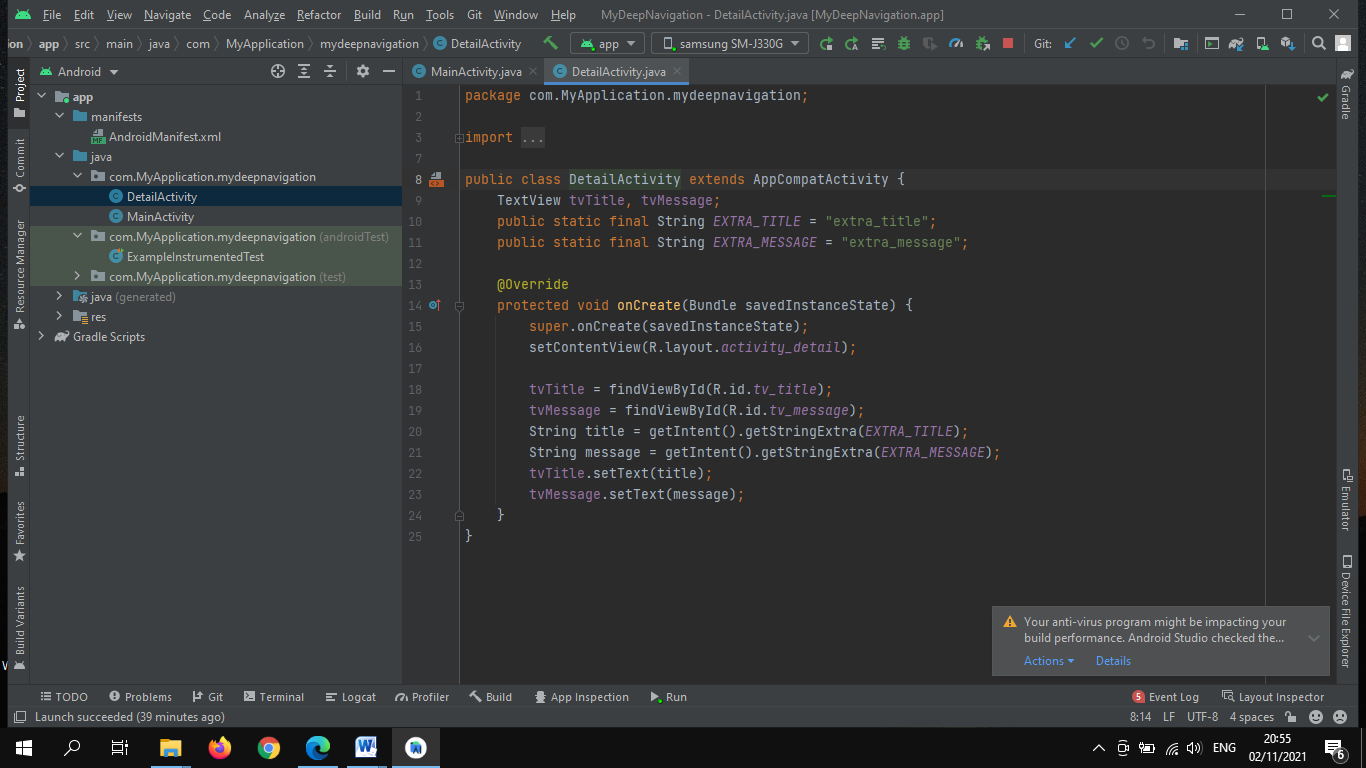 File Edit View Navigate Code Analyze Refactor Build Run Tools Git Window Help MyDeepNavigation - DetailActivity.java [MyDeepNavigation.app]
ion app src main java com MyApplication mydeepnavigation DetailActivity app samsung SM-J330G Git:
Project
Commit
Resource Manager
Structure
Favorites
Build Variants
Android
app
manifests
AndroidManifest.xml
java
com.MyApplication.mydeepnavigation
DetailActivity
MainActivity
com.MyApplication.mydeepnavigation (androidTest)
ExampleInstrumentedTest
com.MyApplication.mydeepnavigation (test)
java (generated)
res
Gradle Scripts
MainActivity.java DetailActivity.java
1 package com.MyApplication.mydeepnavigation;
2
3 import ...
7
8 public class DetailActivity extends AppCompatActivity {
9 TextView tvTitle, tvMessage;
10 public static final String EXTRA_TITLE = "extra_title";
11 public static final String EXTRA_MESSAGE = "extra_message";
12
13 @Override
14 protected void onCreate(Bundle savedInstanceState) {
15 super.onCreate(savedInstanceState);
16 setContentView(R.layout.activity_detail);
17
18 tvTitle = findViewById(R.id.tv_title);
19 tvMessage = findViewById(R.id.tv_message);
20 String title = getIntent().getStringExtra(EXTRA_TITLE);
21 String message = getIntent().getStringExtra(EXTRA_MESSAGE);
22 tvTitle.setText(title);
23 tvMessage.setText(message);
24 }
25 }
Gradle
Emulator
Device File Explorer
Your anti-virus program might be impacting your
build performance. Android Studio checked the...
Actions Details
TODO Problems Git Terminal Logcat Profiler Build App Inspection Run 5 Event Log Layout Inspector
Launch succeeded (39 minutes ago) 8:14 LF UTF-8 4 spaces
ENG 20:55
02/11/2021 6